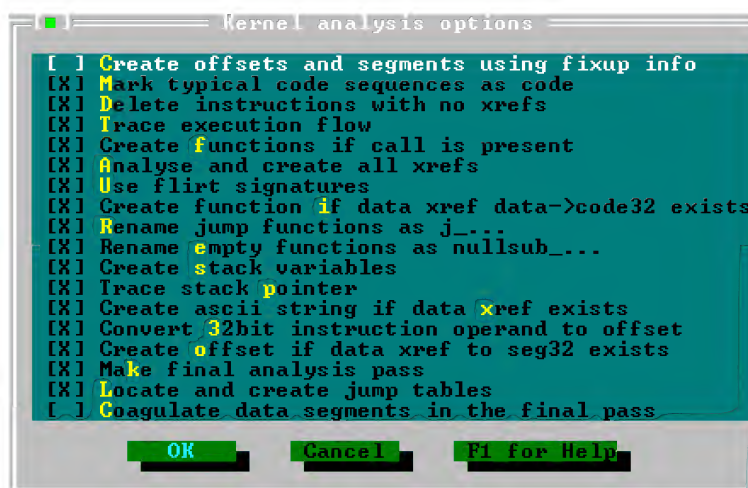 Kernel analysis options
[ ] Create offsets and segments using fixup info
[X] Mark typical code sequences as code
[X] Delete instructions with no xrefs
[X] Trace execution flow
[X] Create functions if call is present
[X] Analyse and create all xrefs
[X] Use flirt signatures
[X] Create function if data xref data->code32 exists
[X] Rename jump functions as j_...
[X] Rename empty functions as nullsub_...
[X] Create stack variables
[X] Trace stack pointer
[X] Create ascii string if data xref exists
[X] Convert 32bit instruction operand to offset
[X] Create offset if data xref to seg32 exists
[X] Make final analysis pass
[X] Locate and create jump tables
[ ] Coagulate data segments in the final pass
OK Cancel F1 for Help